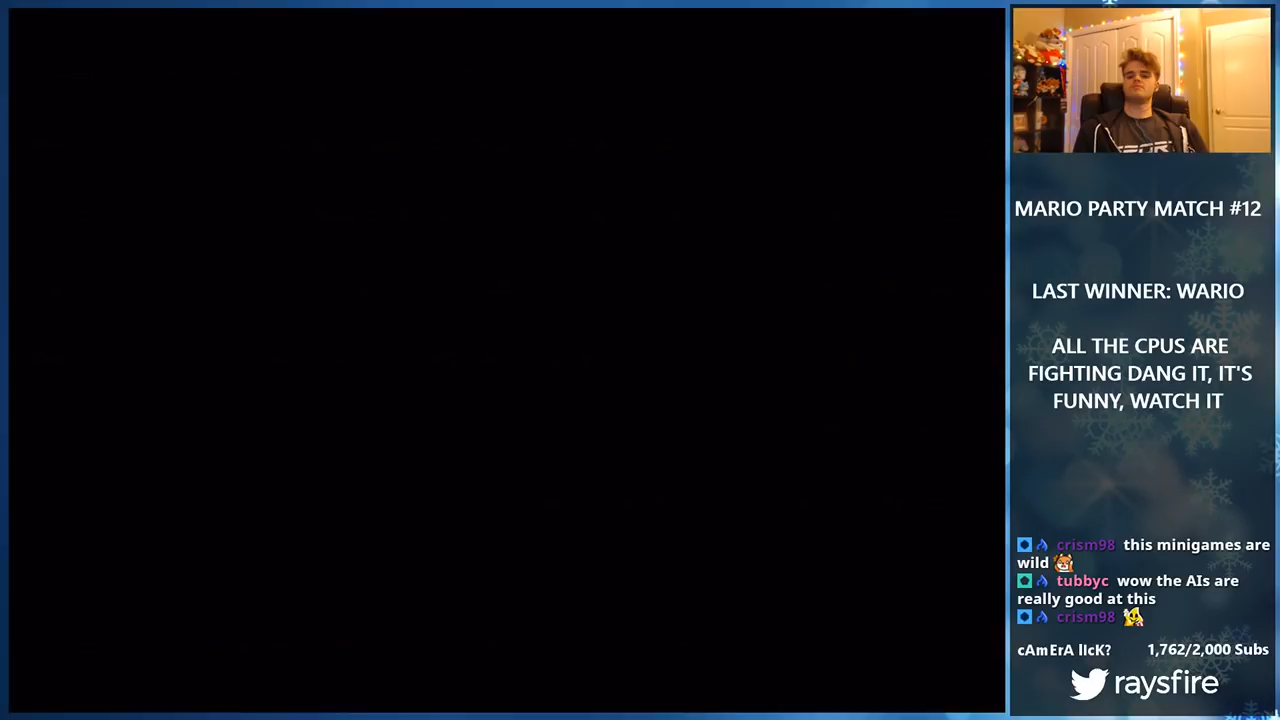 MARIO PARTY MATCH #12
LAST WINNER: WARIO
ALL THE CPUS ARE
FIGHTING DANG IT, IT'S
FUNNY, WATCH IT
crism98 this minigames are
wild
tubbyc wow the AIs are
really good at this
crism98
cAmErA lIcK? 1,762/2,000 Subs
raysfire